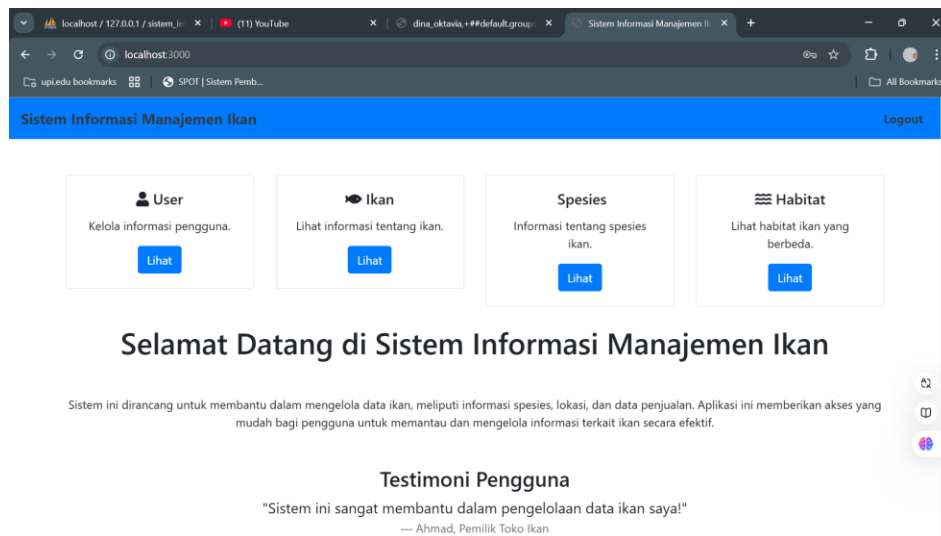 localhost / 127.0.0.1 / sistem_in
(11) YouTube
dina_oktavia,+##default.group
Sistem Informasi Manajemen Ik
localhost:3000
upi.edu bookmarks
SPOT | Sistem Pemb...
All Bookmarks
Sistem Informasi Manajemen Ikan
Logout
User
Kelola informasi pengguna.
Lihat
Ikan
Lihat informasi tentang ikan.
Lihat
Spesies
Informasi tentang spesies
ikan.
Lihat
Habitat
Lihat habitat ikan yang
berbeda.
Lihat
Selamat Datang di Sistem Informasi Manajemen Ikan
Sistem ini dirancang untuk membantu dalam mengelola data ikan, meliputi informasi spesies, lokasi, dan data penjualan. Aplikasi ini memberikan akses yang
mudah bagi pengguna untuk memantau dan mengelola informasi terkait ikan secara efektif.
Testimoni Pengguna
"Sistem ini sangat membantu dalam pengelolaan data ikan saya!"
— Ahmad, Pemilik Toko Ikan